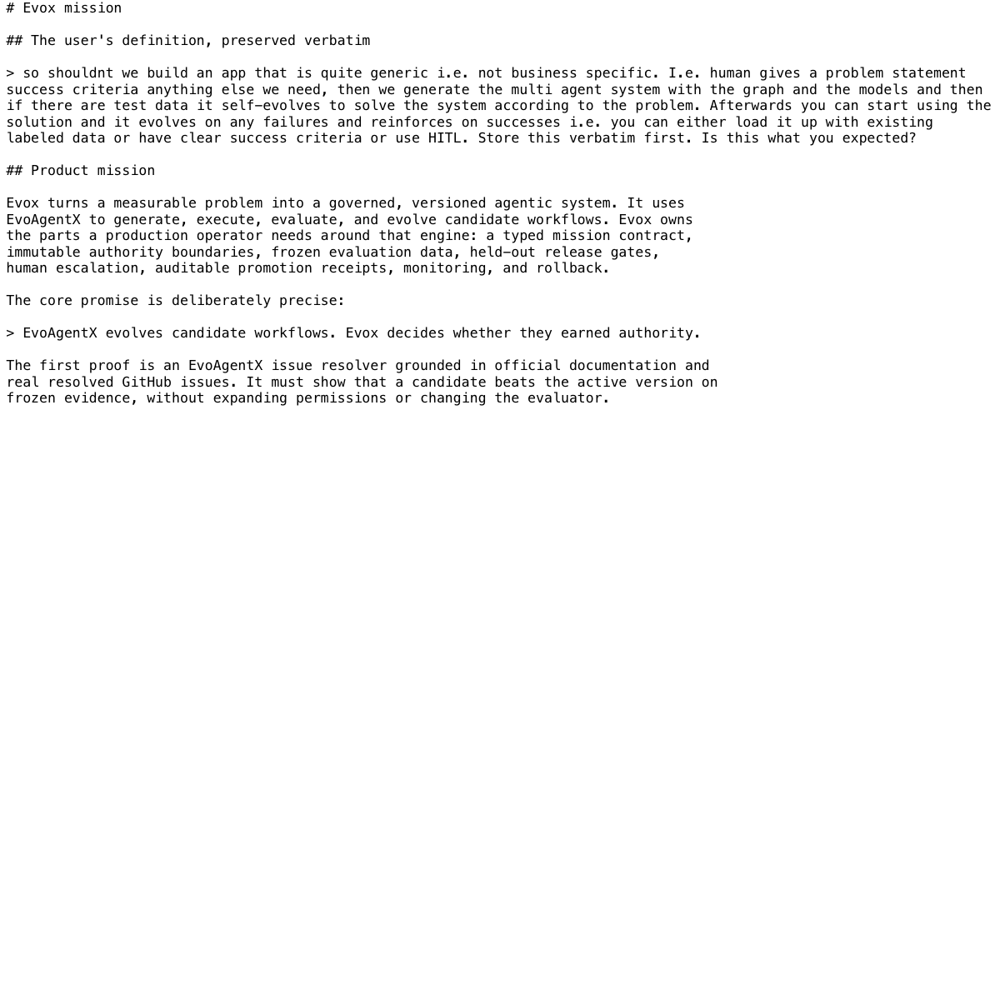 # Evox mission
## The user's definition, preserved verbatim
> so shouldnt we build an app that is quite generic i.e. not business specific. I.e. human gives a problem statement
success criteria anything else we need, then we generate the multi agent system with the graph and the models and then
if there are test data it self-evolves to solve the system according to the problem. Afterwards you can start using the
solution and it evolves on any failures and reinforces on successes i.e. you can either load it up with existing
labeled data or have clear success criteria or use HITL. Store this verbatim first. Is this what you expected?
## Product mission
Evox turns a measurable problem into a governed, versioned agentic system. It uses
EvoAgentX to generate, execute, evaluate, and evolve candidate workflows. Evox owns
the parts a production operator needs around that engine: a typed mission contract,
immutable authority boundaries, frozen evaluation data, held-out release gates,
human escalation, auditable promotion receipts, monitoring, and rollback.
The core promise is deliberately precise:
> EvoAgentX evolves candidate workflows. Evox decides whether they earned authority.
The first proof is an EvoAgentX issue resolver grounded in official documentation and
real resolved GitHub issues. It must show that a candidate beats the active version on
frozen evidence, without expanding permissions or changing the evaluator.